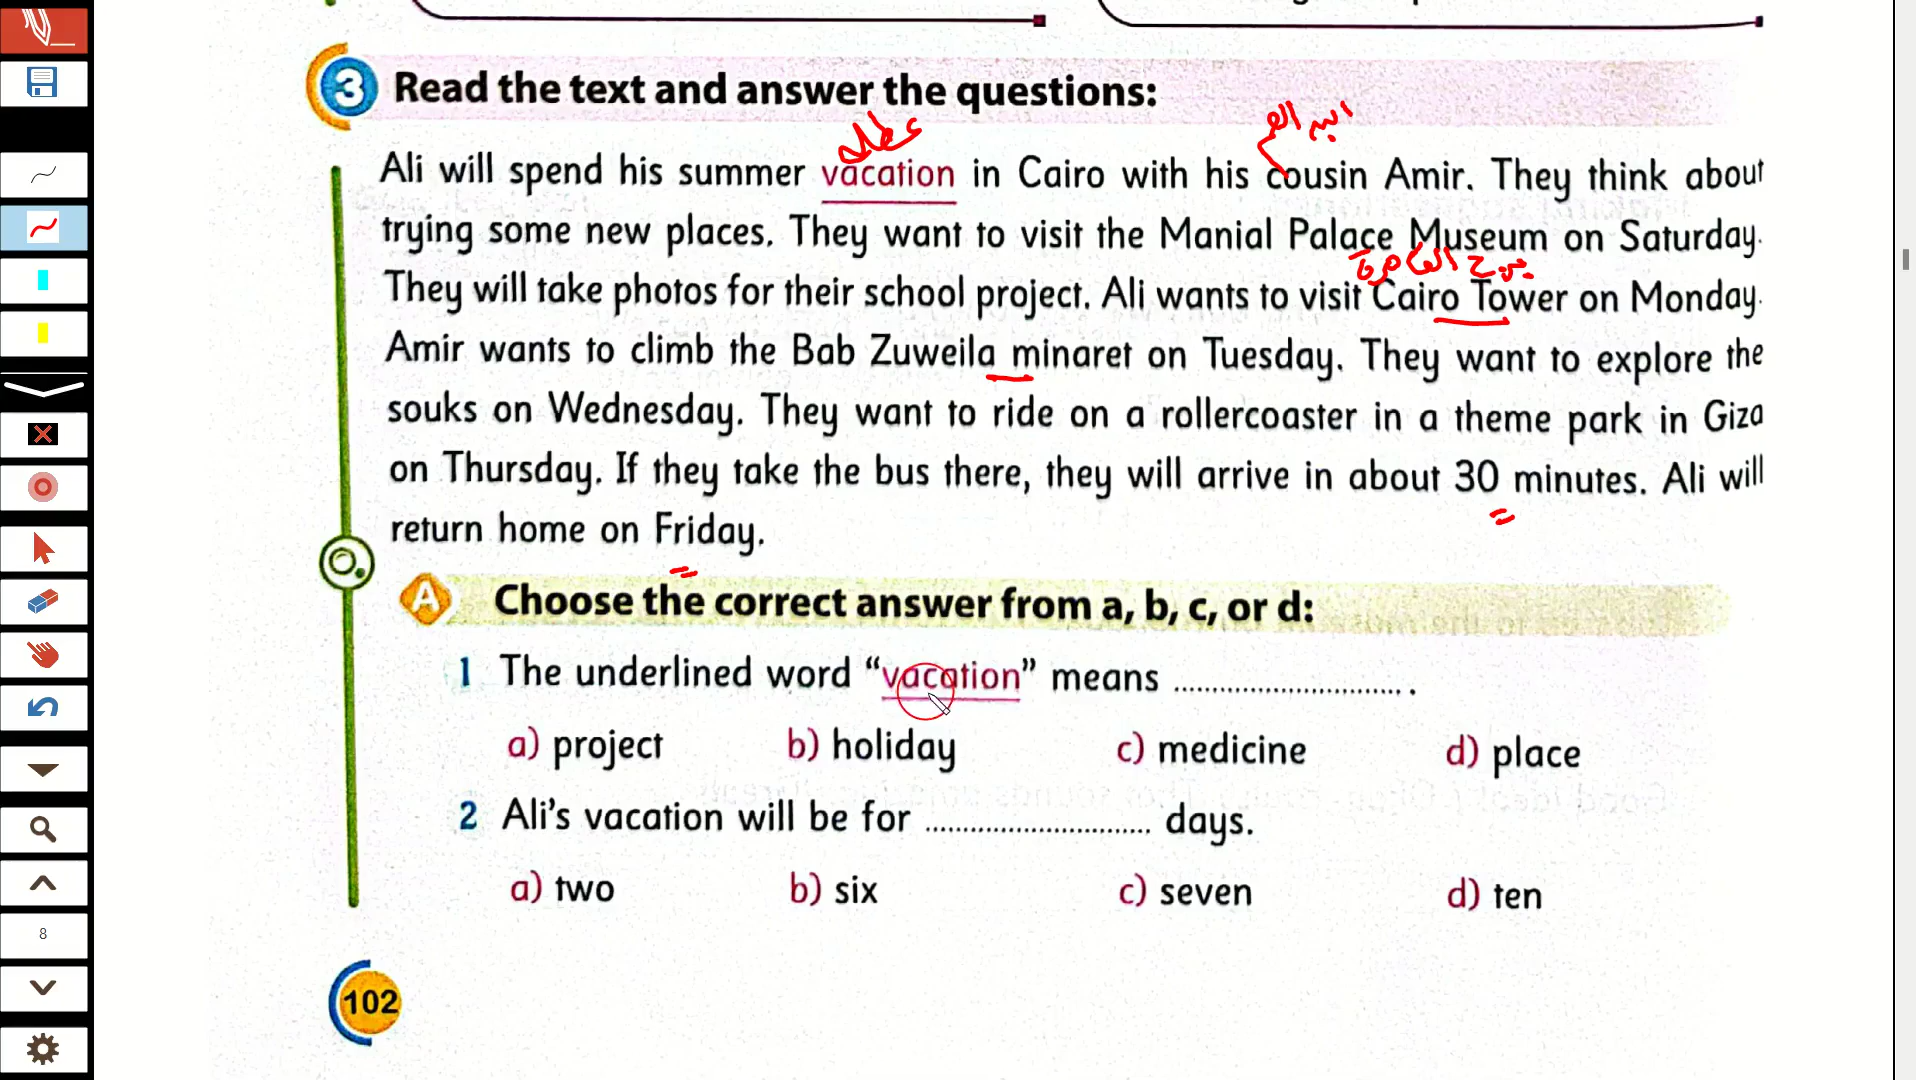 3 Read the text and answer the questions:
عطله
ابن العم
Ali will spend his summer vacation in Cairo with his cousin Amir. They think about
trying some new places. They want to visit the Manial Palace Museum on Saturday.
برج القاهرة
They will take photos for their school project. Ali wants to visit Cairo Tower on Monday.
Amir wants to climb the Bab Zuweila minaret on Tuesday. They want to explore the
souks on Wednesday. They want to ride on a rollercoaster in a theme park in Giza
on Thursday. If they take the bus there, they will arrive in about 30 minutes. Ali will
return home on Friday.
A Choose the correct answer from a, b, c, or d:
1 The underlined word “vacation” means .............................. .
a) project b) holiday c) medicine d) place
2 Ali’s vacation will be for .............................. days.
a) two b) six c) seven d) ten
8
102